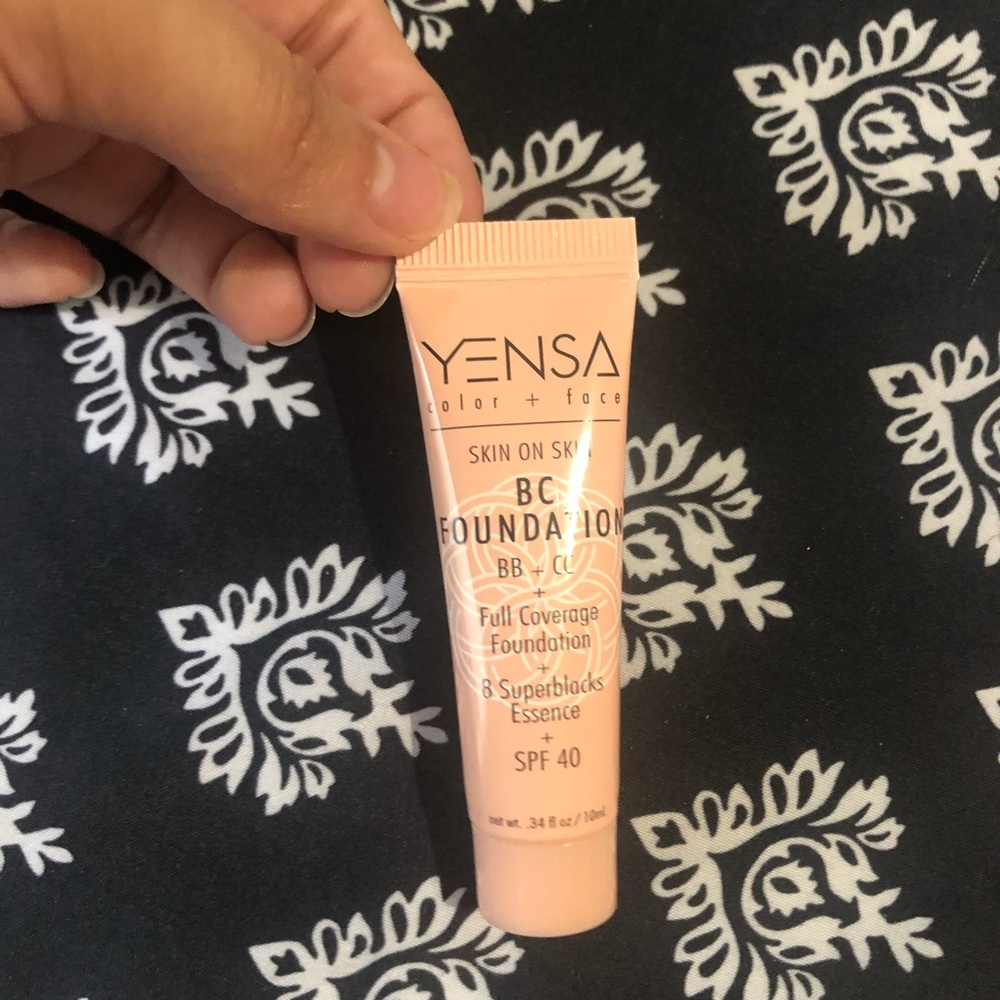 YENSA
color + face
SKIN ON SKIN
BC
FOUNDATION
BB + CC
+
Full Coverage
Foundation
+
8 Superblacks
Essence
+
SPF 40
net wt. .34 fl oz / 10mL